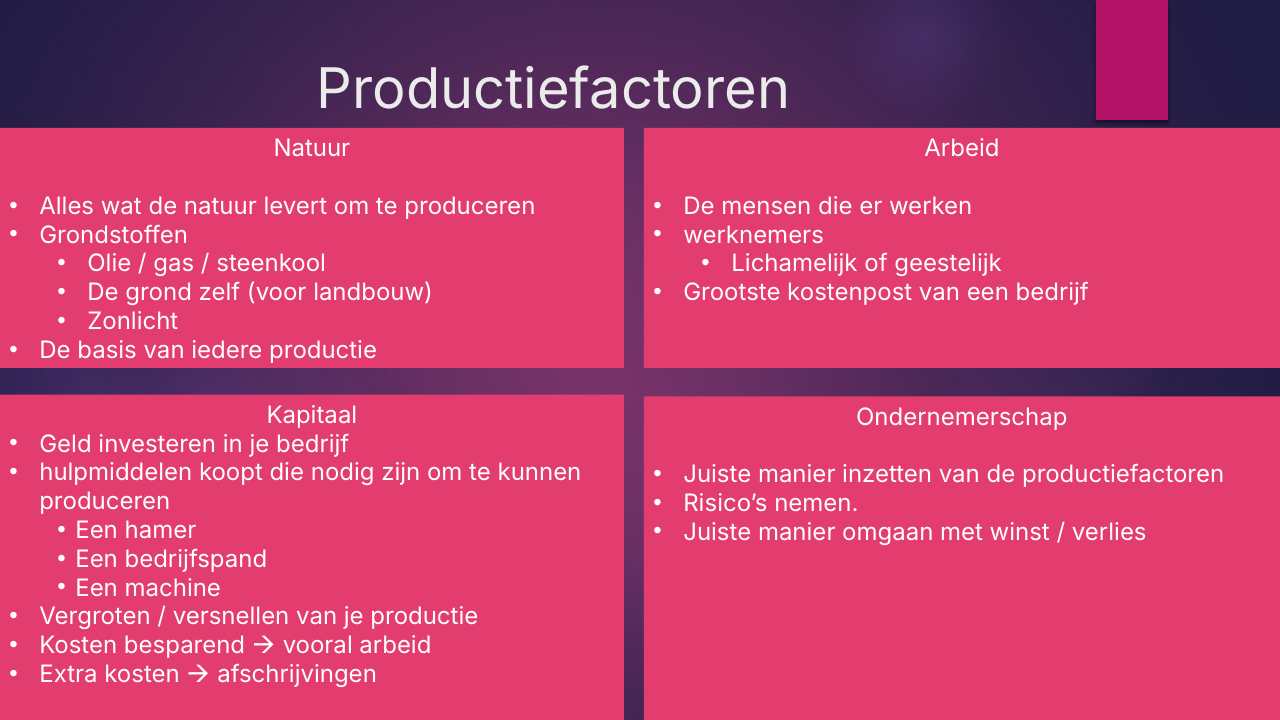 Productiefactoren
Natuur
• Alles wat de natuur levert om te produceren
• Grondstoffen
• Olie / gas / steenkool
• De grond zelf (voor landbouw)
• Zonlicht
• De basis van iedere productie
Arbeid
• De mensen die er werken
• werknemers
• Lichamelijk of geestelijk
• Grootste kostenpost van een bedrijf
Kapitaal
• Geld investeren in je bedrijf
• hulpmiddelen koopt die nodig zijn om te kunnen
produceren
• Een hamer
• Een bedrijfspand
• Een machine
• Vergroten / versnellen van je productie
• Kosten besparend → vooral arbeid
• Extra kosten → afschrijvingen
Ondernemerschap
• Juiste manier inzetten van de productiefactoren
• Risico’s nemen.
• Juiste manier omgaan met winst / verlies